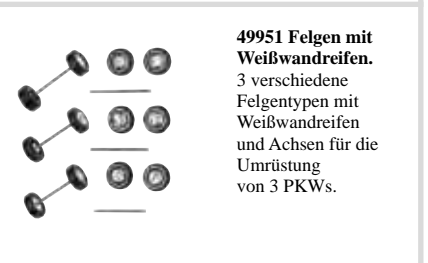 49951 Felgen mit
Weißwandreifen.
3 verschiedene
Felgentypen mit
Weißwandreifen
und Achsen für die
Umrüstung
von 3 PKWs.